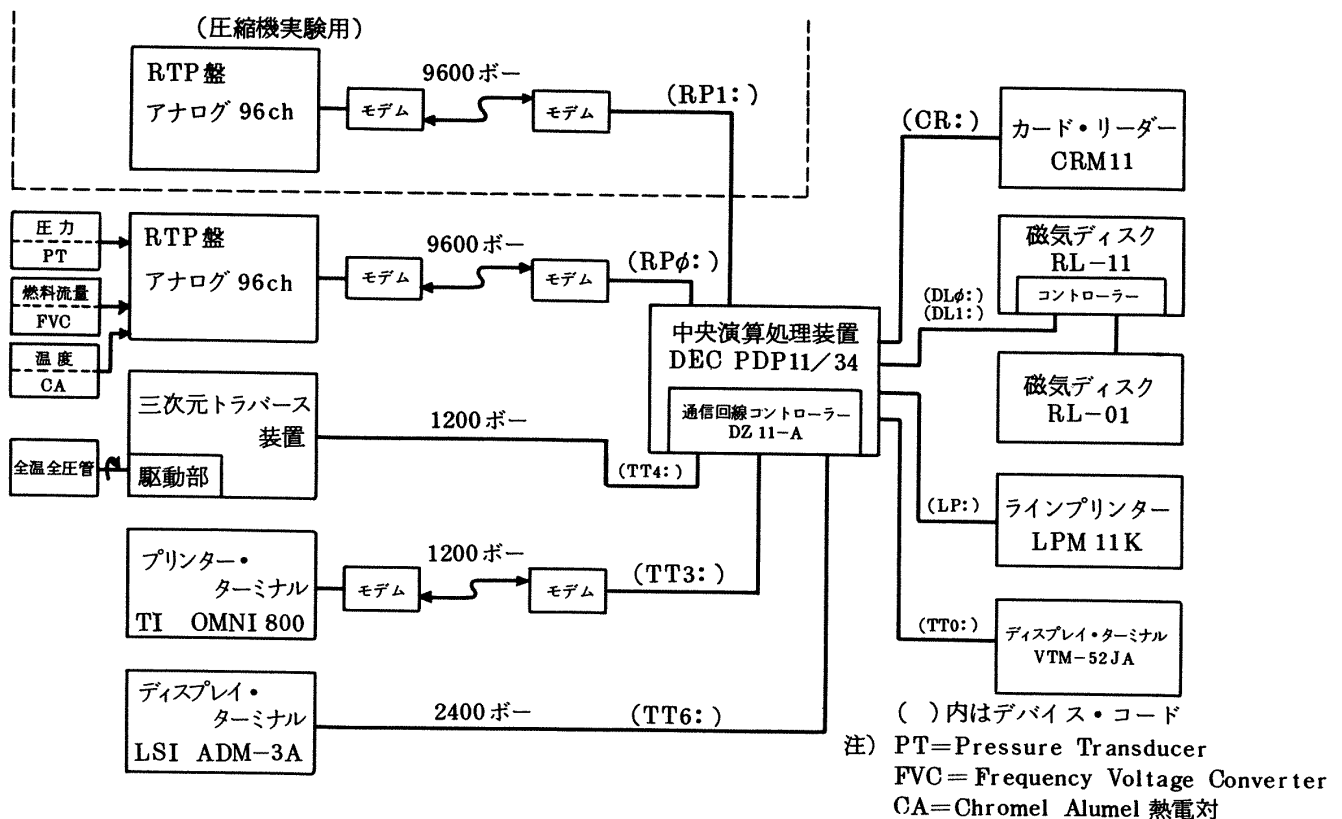 (圧縮機実験用)
RTP盤
アナログ 96ch
モデム
9600ボー
モデム
(RP1:)
圧力
PT
燃料流量
FVC
温度
CA
RTP盤
アナログ 96ch
モデム
9600ボー
モデム
(RPφ:)
三次元トラバース
装置
駆動部
全温全圧管
1200ボー
(TT4:)
プリンター・
ターミナル
TI OMNI 800
モデム
1200ボー
モデム
(TT3:)
ディスプレイ・
ターミナル
LSI ADM-3A
2400ボー
(TT6:)
中央演算処理装置
DEC PDP11/34
通信回線コントローラー
DZ 11-A
(CR:)
カード・リーダー
CRM11
磁気ディスク
RL-11
コントローラー
(DLφ:)
(DL1:)
磁気ディスク
RL-01
(LP:)
ラインプリンター
LPM 11K
(TT0:)
ディスプレイ・ターミナル
VTM-52JA
( )内はデバイス・コード
注) PT=Pressure Transducer
FVC=Frequency Voltage Converter
CA=Chromel Alumel 熱電対